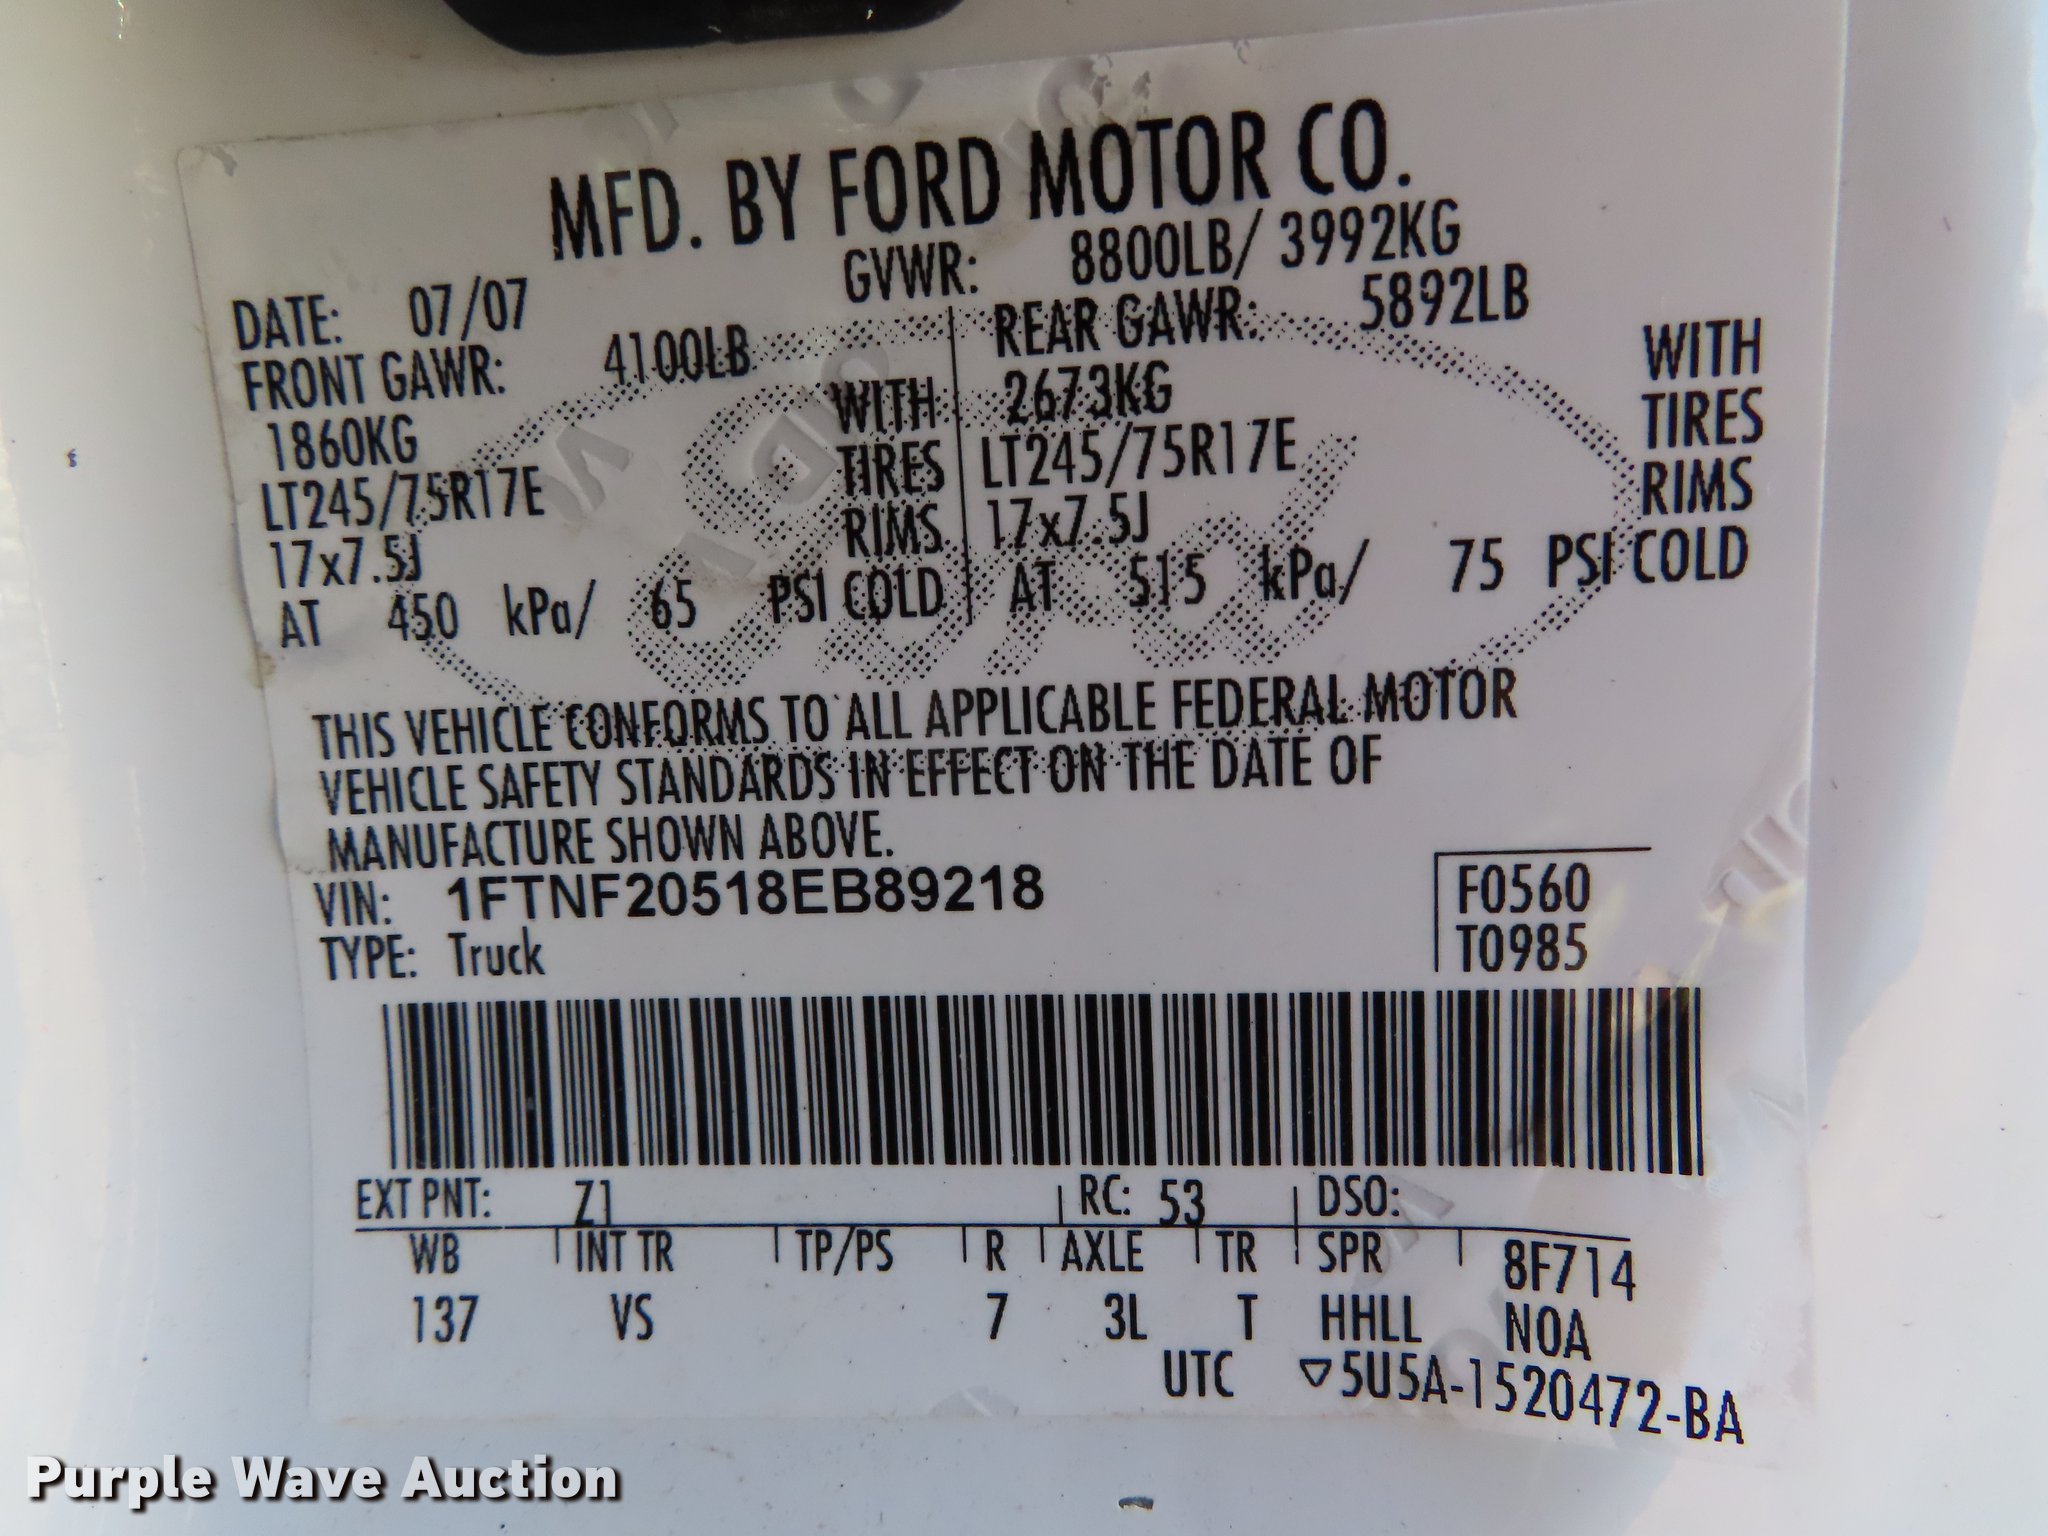 MFD. BY FORD MOTOR CO.
DATE: 07/07 GVWR: 8800LB/ 3992KG
FRONT GAWR: 4100LB REAR GAWR: 5892LB
1860KG WITH 2673KG WITH
LT245/75R17E TIRES LT245/75R17E TIRES
17x7.5J RIMS 17x7.5J RIMS
AT 450 kPa/ 65 PSI COLD AT 515 kPa/ 75 PSI COLD
THIS VEHICLE CONFORMS TO ALL APPLICABLE FEDERAL MOTOR
VEHICLE SAFETY STANDARDS IN EFFECT ON THE DATE OF
MANUFACTURE SHOWN ABOVE.
VIN: 1FTNF20518EB89218 F0560
TYPE: Truck T0985
EXT PNT: Z1 RC: 53 DSO:
WB INT TR TP/PS R AXLE TR SPR 8F714
137 VS 7 3L T HHLL NOA
UTC ▽5U5A-1520472-BA
Purple Wave Auction